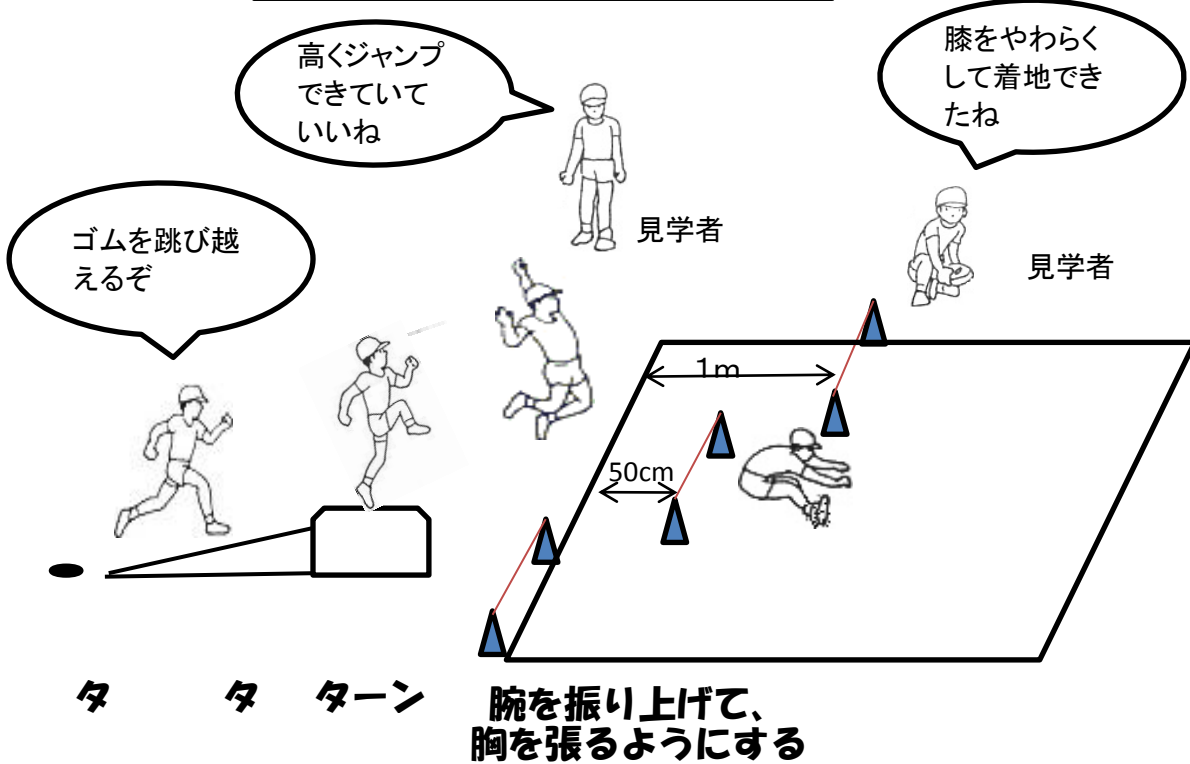 高くジャンプ
できていて
いいね
膝をやわらく
して着地でき
たね
ゴムを跳び越
えるぞ
見学者
見学者
1m
50cm
タ タ ターン
腕を振り上げて、
胸を張るようにする